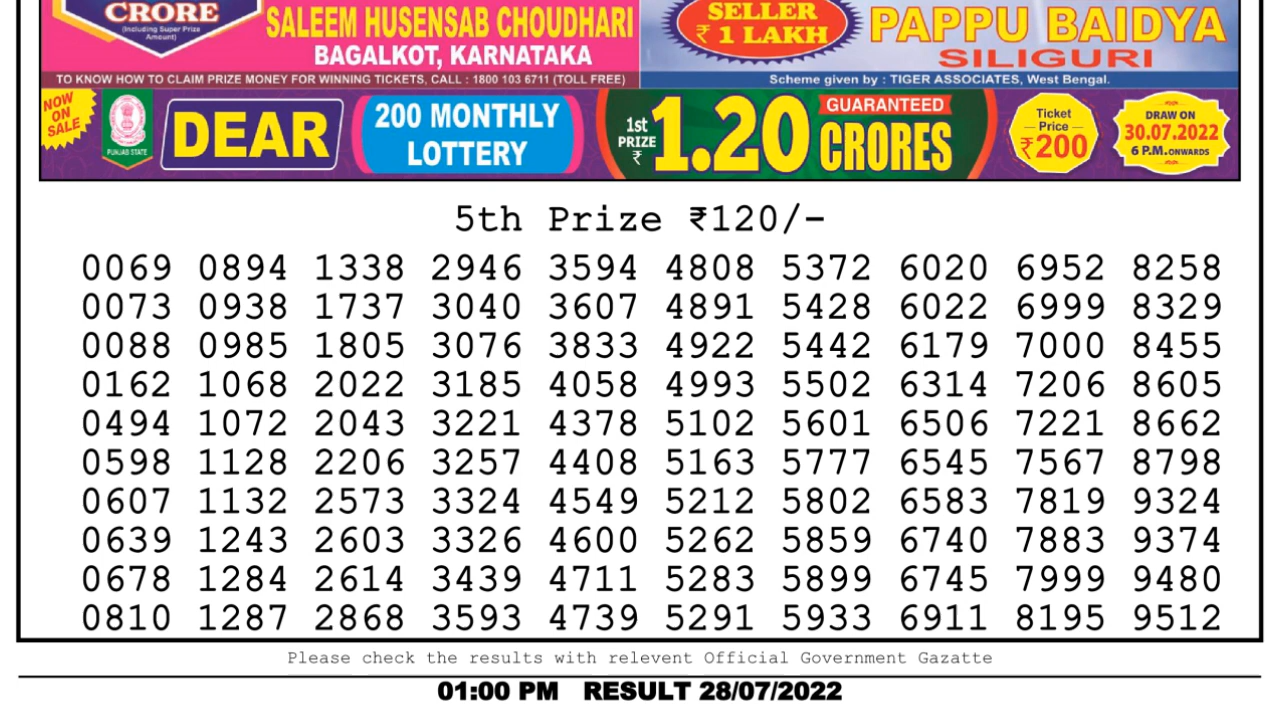 CRORE
(Including Super Prize
Amount)
SALEEM HUSENSAB CHOUDHARI
BAGALKOT, KARNATAKA
SELLER
₹ 1 LAKH
PAPPU BAIDYA
SILIGURI
TO KNOW HOW TO CLAIM PRIZE MONEY FOR WINNING TICKETS, CALL : 1800 103 6711 (TOLL FREE)
Scheme given by : TIGER ASSOCIATES, West Bengal.
NOW
ON
SALE
PUNJAB STATE
DEAR
200 MONTHLY
LOTTERY
1st
PRIZE
₹
1.20
GUARANTEED
CRORES
Ticket
Price
₹200
DRAW ON
30.07.2022
6 P.M. ONWARDS
5th Prize ₹120/-
0069 0894 1338 2946 3594 4808 5372 6020 6952 8258
0073 0938 1737 3040 3607 4891 5428 6022 6999 8329
0088 0985 1805 3076 3833 4922 5442 6179 7000 8455
0162 1068 2022 3185 4058 4993 5502 6314 7206 8605
0494 1072 2043 3221 4378 5102 5601 6506 7221 8662
0598 1128 2206 3257 4408 5163 5777 6545 7567 8798
0607 1132 2573 3324 4549 5212 5802 6583 7819 9324
0639 1243 2603 3326 4600 5262 5859 6740 7883 9374
0678 1284 2614 3439 4711 5283 5899 6745 7999 9480
0810 1287 2868 3593 4739 5291 5933 6911 8195 9512
Please check the results with relevent Official Government Gazatte
01:00 PM RESULT 28/07/2022